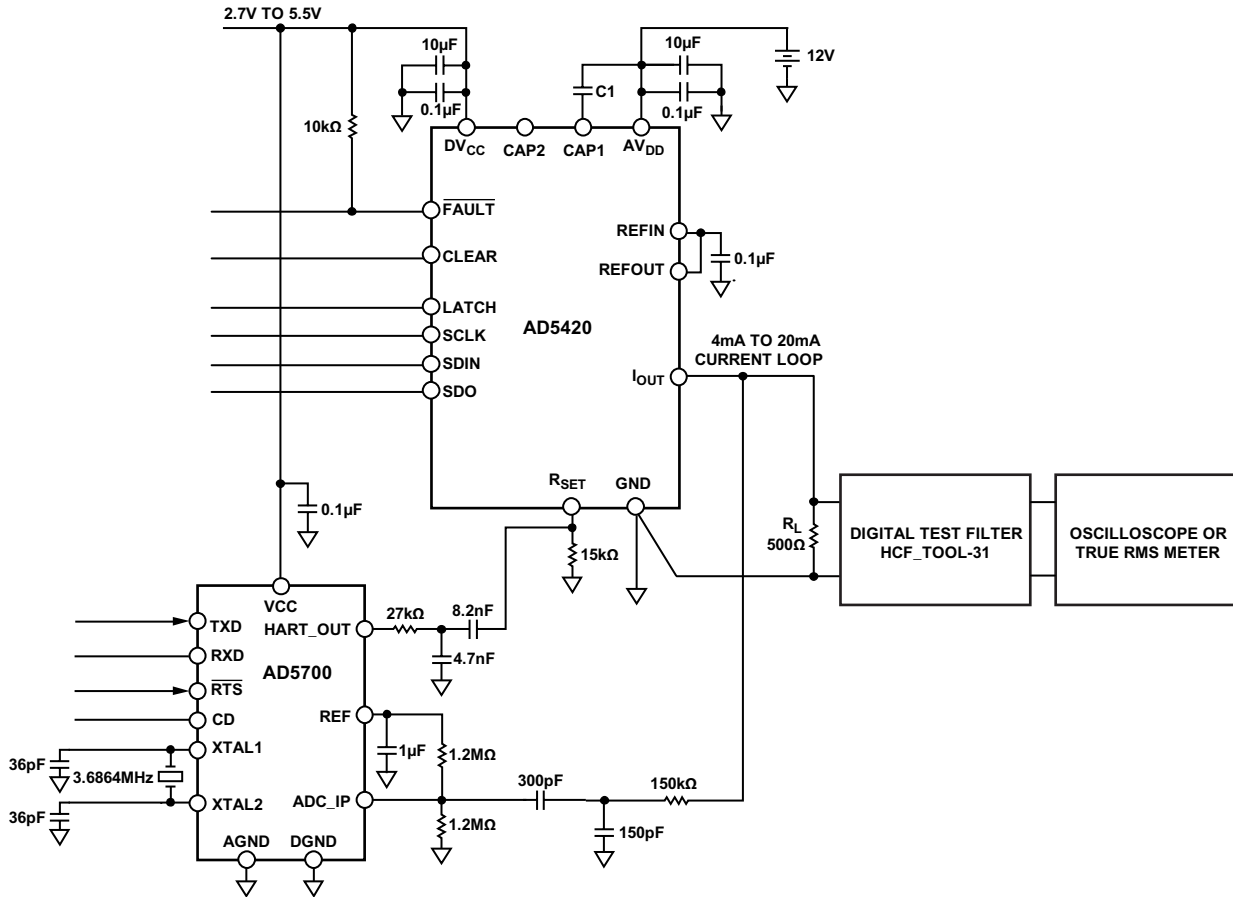 2.7V TO 5.5V
10µF
0.1µF
10kΩ
C1
10µF
0.1µF
12V
DVCC
CAP2
CAP1
AVDD
FAULT
CLEAR
LATCH
SCLK
SDIN
SDO
AD5420
REFIN
REFOUT
0.1µF
4mA TO 20mA
CURRENT LOOP
IOUT
RSET
GND
0.1µF
15kΩ
RL
500Ω
DIGITAL TEST FILTER
HCF_TOOL-31
OSCILLOSCOPE OR
TRUE RMS METER
VCC
TXD
RXD
RTS
CD
XTAL1
XTAL2
AD5700
HART_OUT
REF
ADC_IP
AGND
DGND
27kΩ
8.2nF
4.7nF
1µF
1.2MΩ
1.2MΩ
300pF
150kΩ
150pF
36pF
3.6864MHz
36pF